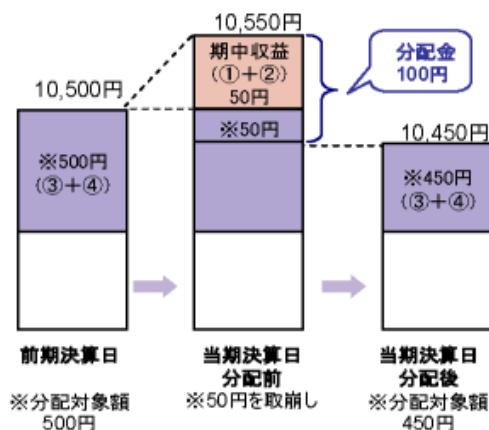 10,500円
※500円
(③+④)
前期決算日
※分配対象額
500円
10,550円
期中収益
(①+②)
50円
※50円
当期決算日
分配前
※50円を取崩し
分配金
100円
10,450円
※450円
(③+④)
当期決算日
分配後
※分配対象額
450円